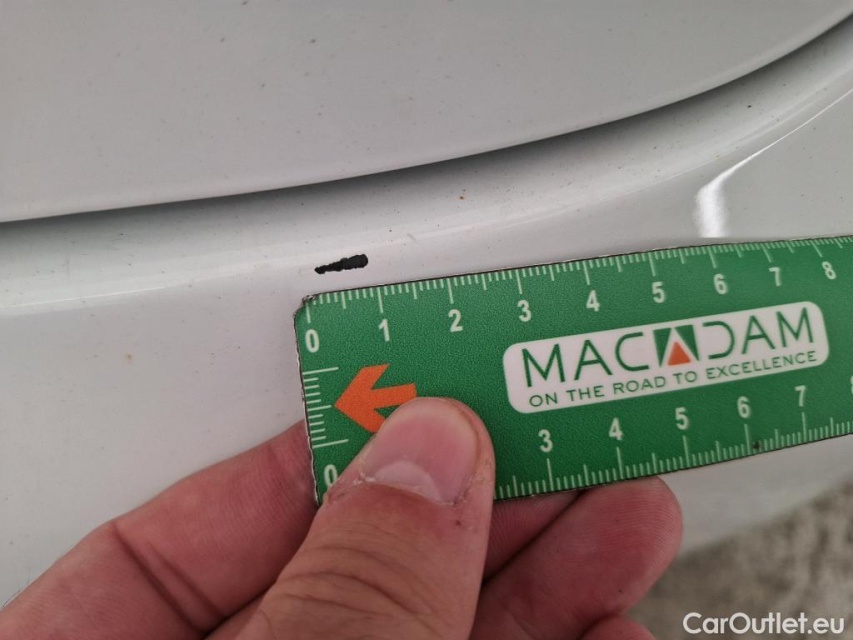 0 1 2 3 4 5 6 7 8
MACADAM
ON THE ROAD TO EXCELLENCE
0 3 4 5 6 7
CarOutlet.eu